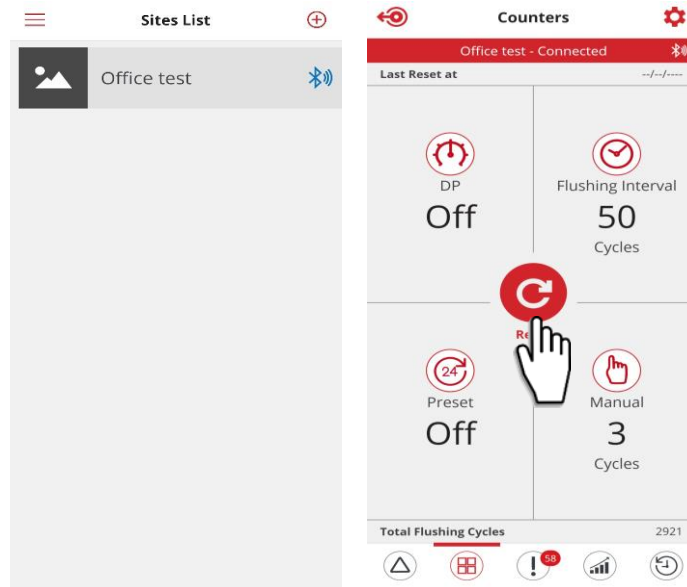 Sites List
Office test
Counters
Office test - Connected
Last Reset at --/--/----
DP
Off
Flushing Interval
50
Cycles
24
Preset
Off
Manual
3
Cycles
Total Flushing Cycles 2921
58